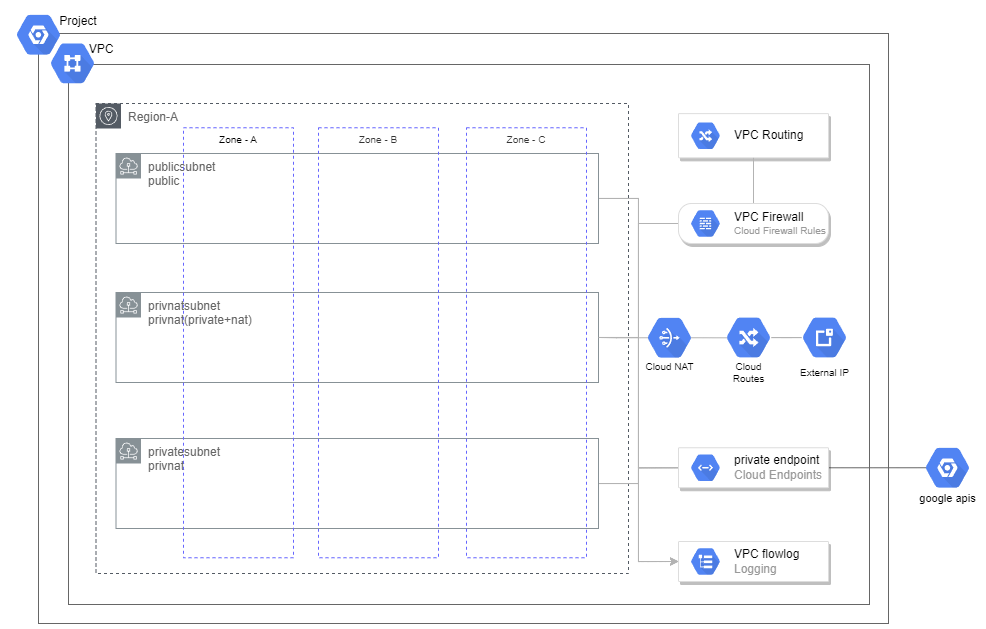 Project
VPC
Region-A
Zone - A
Zone - B
Zone - C
publicsubnet
public
privnatsubnet
privnat(private+nat)
privatesubnet
privnat
VPC Routing
VPC Firewall
Cloud Firewall Rules
Cloud NAT
Cloud
Routes
External IP
private endpoint
Cloud Endpoints
google apis
VPC flowlog
Logging